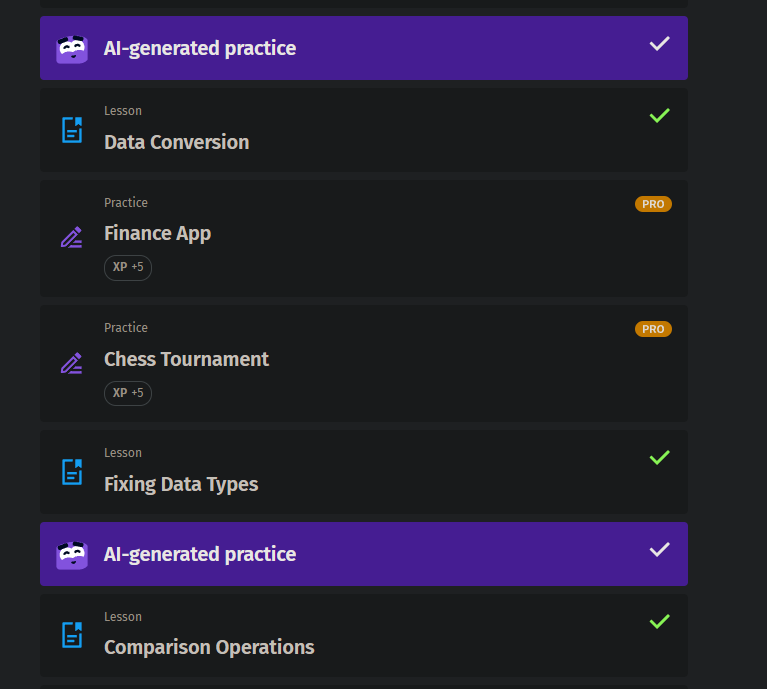 AI-generated practice
Lesson
Data Conversion
Practice
PRO
Finance App
XP +5
Practice
PRO
Chess Tournament
XP +5
Lesson
Fixing Data Types
AI-generated practice
Lesson
Comparison Operations